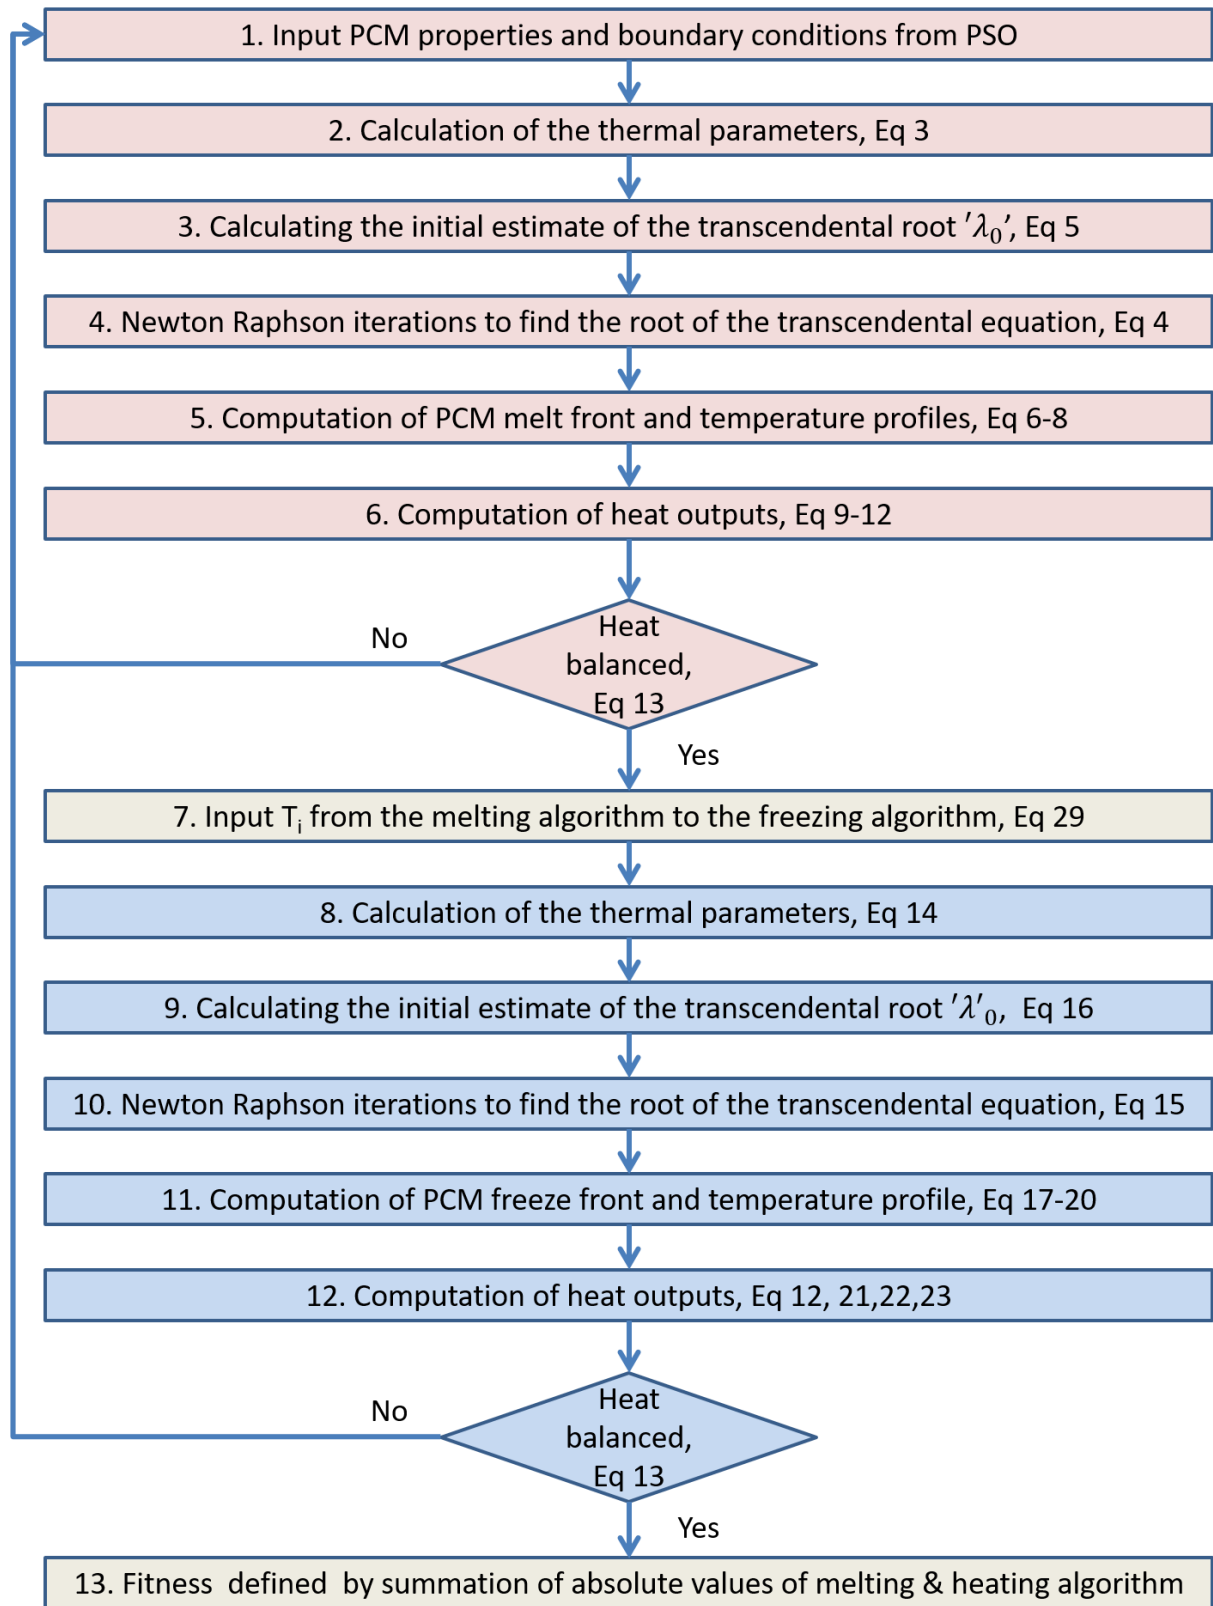 1. Input PCM properties and boundary conditions from PSO
2. Calculation of the thermal parameters, Eq 3
3. Calculating the initial estimate of the transcendental root ′λ₀’, Eq 5
4. Newton Raphson iterations to find the root of the transcendental equation, Eq 4
5. Computation of PCM melt front and temperature profiles, Eq 6-8
6. Computation of heat outputs, Eq 9-12
Heat
No
balanced,
Eq 13
Yes
7. Input Tᵢ from the melting algorithm to the freezing algorithm, Eq 29
8. Calculation of the thermal parameters, Eq 14
9. Calculating the initial estimate of the transcendental root ′λ′₀, Eq 16
10. Newton Raphson iterations to find the root of the transcendental equation, Eq 15
11. Computation of PCM freeze front and temperature profile, Eq 17-20
12. Computation of heat outputs, Eq 12, 21,22,23
Heat
No
balanced,
Eq 13
Yes
13. Fitness defined by summation of absolute values of melting & heating algorithm